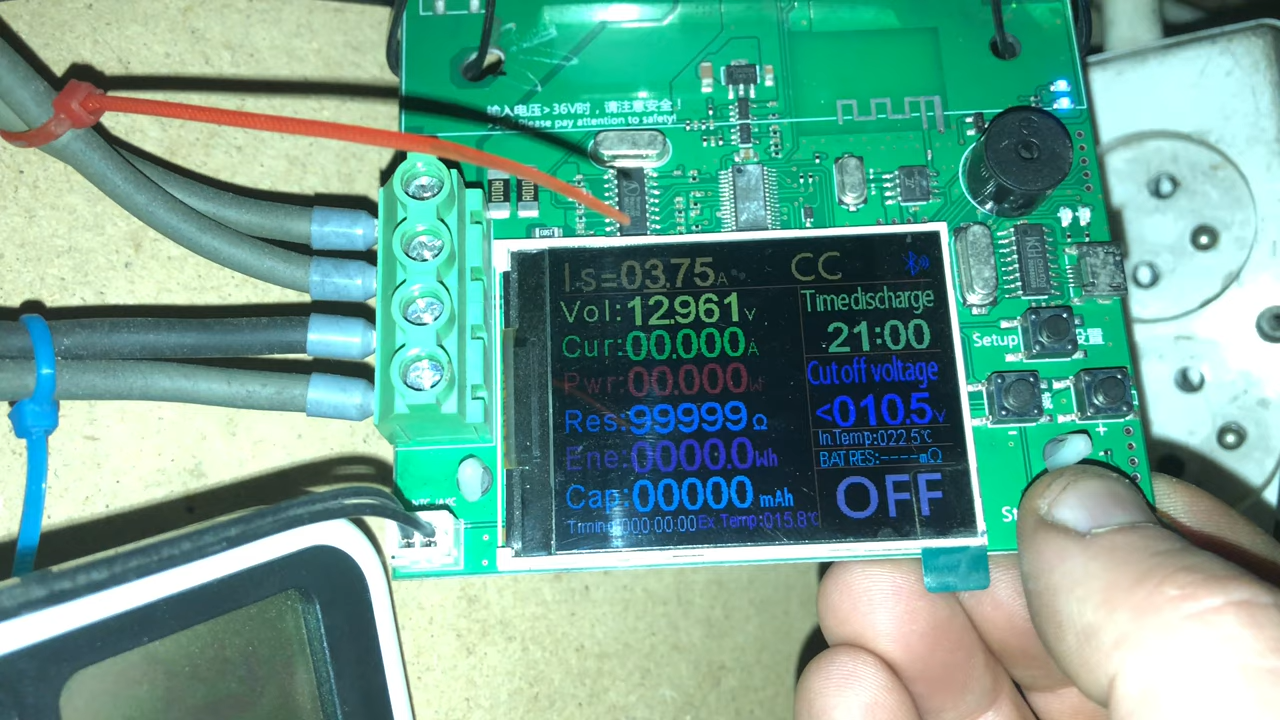 输入电压>36V时，请注意安全！
Please pay attention to safety!
R010
R010
Is=03.75A
CC
Vol:12.961v
Timedischarge
21:00
Cur:00.000A
Pwr:00.000W
Cut off voltage
<010.5v
Res:99999Ω
In.Temp:022.5℃
Ene:0000.0Wh
BAT RES:----mΩ
Cap:00000mAh
OFF
Timing:000:00:00 Ex Temp:015.8℃
Setup
设置
-
+
St